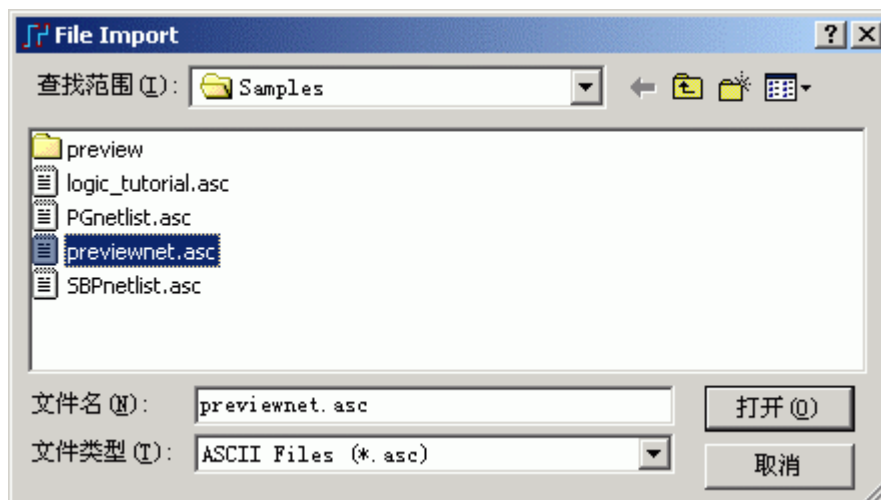 File Import
查找范围(I): Samples
preview
logic_tutorial.asc
PGnetlist.asc
previewnet.asc
SBPnetlist.asc
文件名(N): previewnet.asc 打开(O)
文件类型(T): ASCII Files (*.asc) 取消